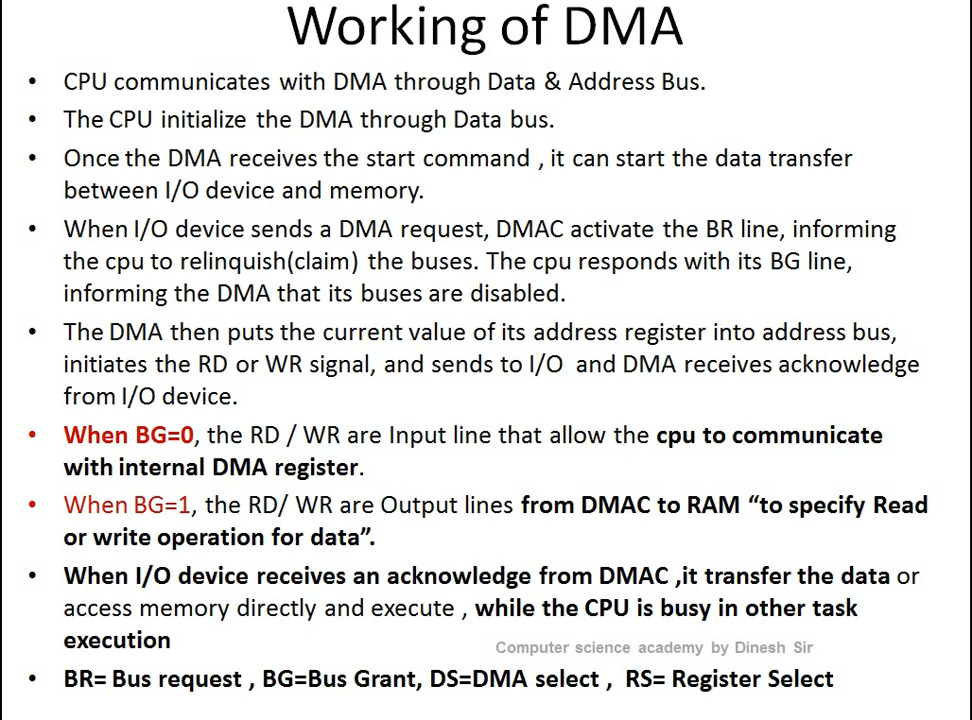 Working of DMA
• CPU communicates with DMA through Data & Address Bus.
• The CPU initialize the DMA through Data bus.
• Once the DMA receives the start command , it can start the data transfer
between I/O device and memory.
• When I/O device sends a DMA request, DMAC activate the BR line, informing
the cpu to relinquish(claim) the buses. The cpu responds with its BG line,
informing the DMA that its buses are disabled.
• The DMA then puts the current value of its address register into address bus,
initiates the RD or WR signal, and sends to I/O and DMA receives acknowledge
from I/O device.
• When BG=0, the RD / WR are Input line that allow the cpu to communicate
with internal DMA register.
• When BG=1, the RD/ WR are Output lines from DMAC to RAM “to specify Read
or write operation for data”.
• When I/O device receives an acknowledge from DMAC ,it transfer the data or
access memory directly and execute , while the CPU is busy in other task
execution
Computer science academy by Dinesh Sir
• BR= Bus request , BG=Bus Grant, DS=DMA select , RS= Register Select